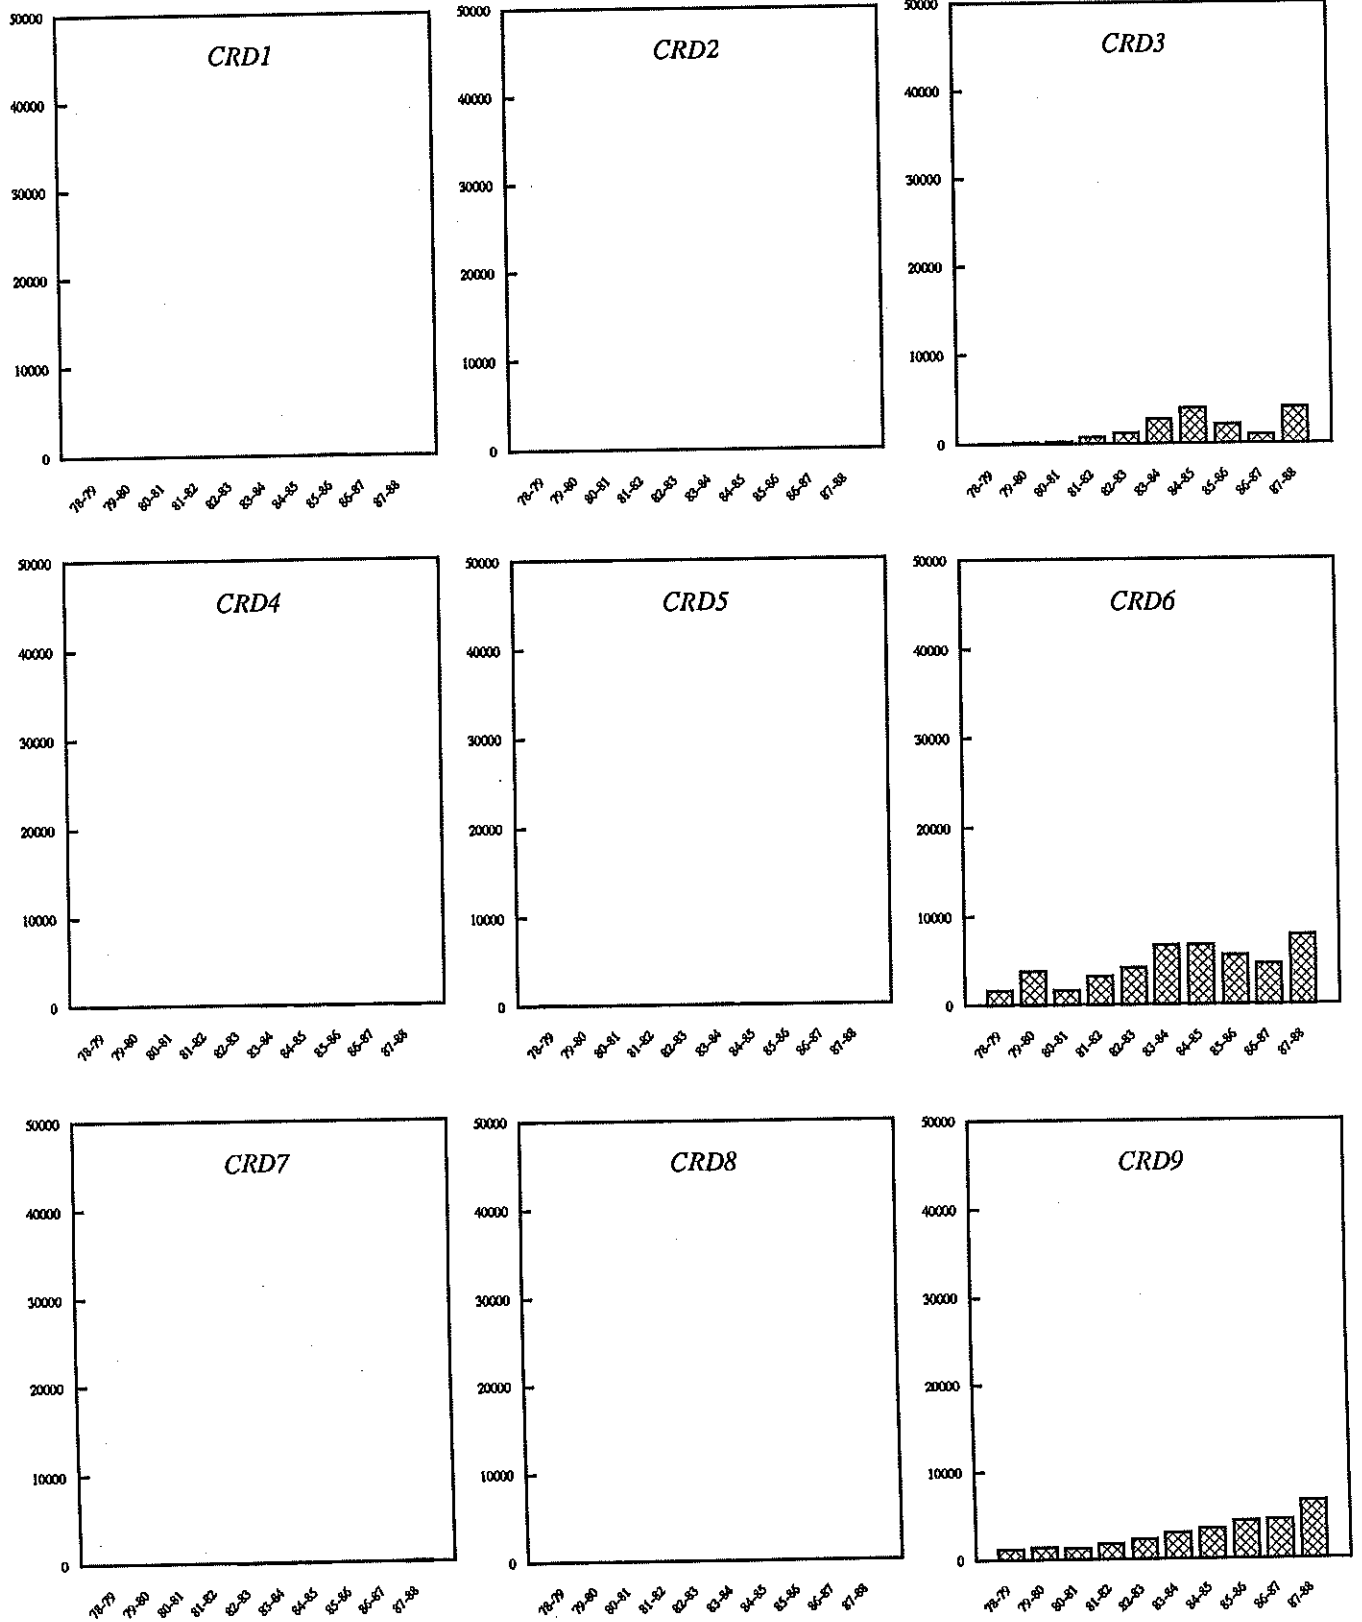 50000 50000 50000
CRD1 CRD2 CRD3
40000 40000 40000
30000 30000 30000
20000 20000 20000
10000 10000 10000
0 0 0
78-79 79-80 80-81 81-82 82-83 83-84 84-85 85-86 86-87 87-88 78-79 79-80 80-81 81-82 82-83 83-84 84-85 85-86 86-87 87-88 78-79 79-80 80-81 81-82 82-83 83-84 84-85 85-86 86-87 87-88
50000 50000 50000
CRD4 CRD5 CRD6
40000 40000 40000
30000 30000 30000
20000 20000 20000
10000 10000 10000
0 0 0
78-79 79-80 80-81 81-82 82-83 83-84 84-85 85-86 86-87 87-88 78-79 79-80 80-81 81-82 82-83 83-84 84-85 85-86 86-87 87-88 78-79 79-80 80-81 81-82 82-83 83-84 84-85 85-86 86-87 87-88
50000 50000 50000
CRD7 CRD8 CRD9
40000 40000 40000
30000 30000 30000
20000 20000 20000
10000 10000 10000
0 0 0
78-79 79-80 80-81 81-82 82-83 83-84 84-85 85-86 86-87 87-88 78-79 79-80 80-81 81-82 82-83 83-84 84-85 85-86 86-87 87-88 78-79 79-80 80-81 81-82 82-83 83-84 84-85 85-86 86-87 87-88